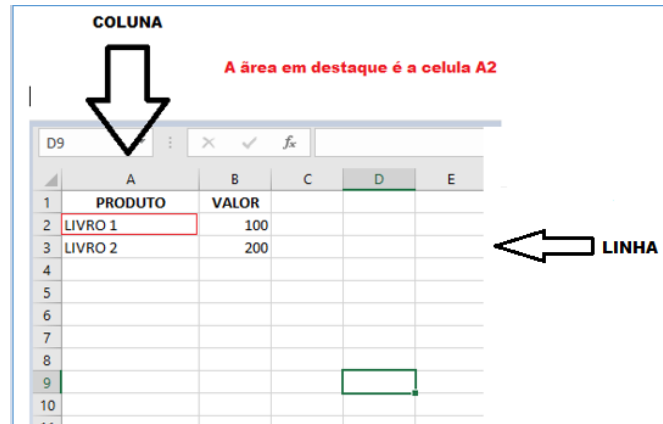 COLUNA
A ãrea em destaque é a celula A2
D9 fx
A B C D E
1 PRODUTO VALOR
2 LIVRO 1 100
3 LIVRO 2 200
LINHA
4
5
6
7
8
9
10